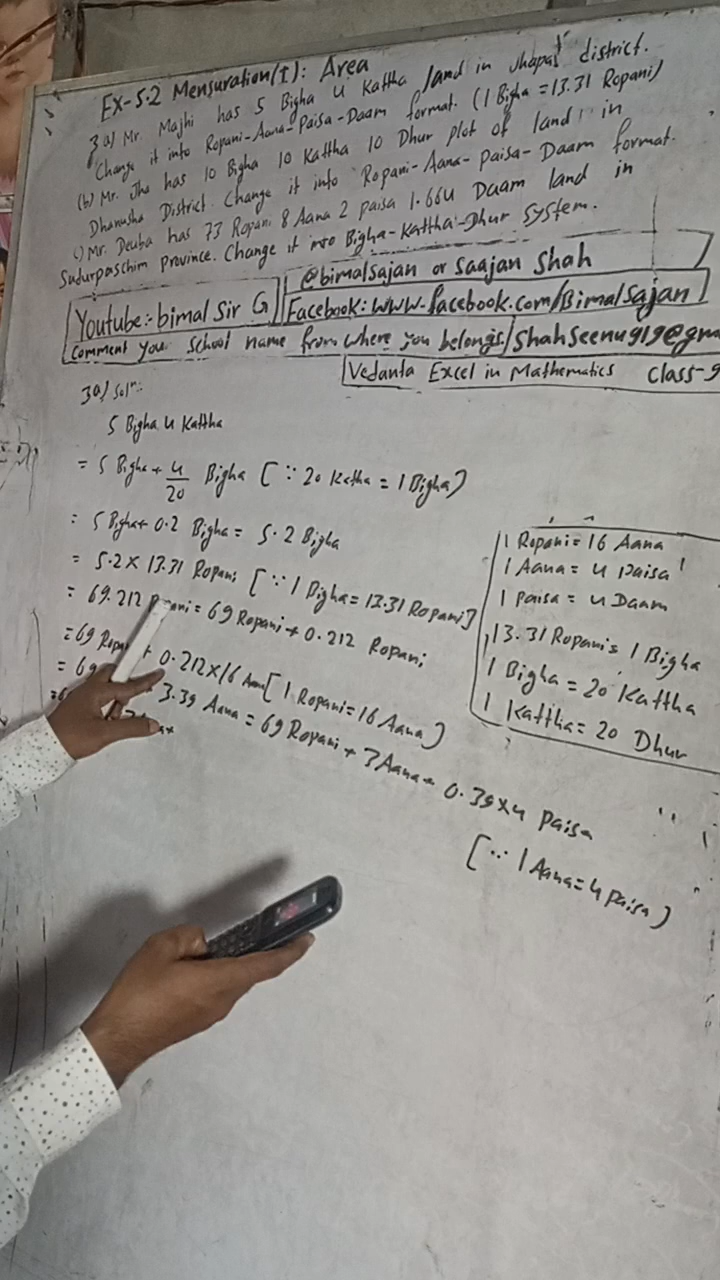 Ex-5.2 Mensuration(I): Area
3 a) Mr. Majhi has 5 Bigha 4 Kattha land in Jhapa district.
Change it into Ropani-Aana-Paisa-Daam format. (1 Bigha = 13.31 Ropani)
(b) Mr. Jha has 10 Bigha 10 Kattha 10 Dhur plot of land in
Dhanusha District. Change it into Ropani-Aana-Paisa-Daam format.
c) Mr. Deuba has 73 Ropani 8 Aana 2 paisa 1.664 Daam land in
Sudurpaschim province. Change it into Bigha-Kattha-Dhur system.
Youtube:- bimal Sir G
@bimalsajan or Saajan Shah
Facebook: www.facebook.com/Bimalsajan
Comment your School name from where you belongs
Shahseenu919@gma
Vedanta Excel in Mathematics Class-9
3a) Solⁿ:
5 Bigha 4 Kattha
= 5 Bigha + 4/20 Bigha [∵ 20 Katha = 1 Bigha]
= 5 Bigha + 0.2 Bigha = 5.2 Bigha
= 5.2 × 13.31 Ropani [∵ 1 Bigha = 13.31 Ropani]
= 69.212 Ropani = 69 Ropani + 0.212 Ropani
= 69 Ropani + 0.212×16 Aana [1 Ropani = 16 Aana]
= 69 3.39 Aana = 69 Ropani + 3 Aana + 0.39×4 Paisa
[∵ 1 Aana = 4 Paisa]
1 Ropani = 16 Aana
1 Aana = 4 paisa
1 paisa = 4 Daam
13.31 Ropani = 1 Bigha
1 Bigha = 20 Kattha
1 Kattha = 20 Dhur